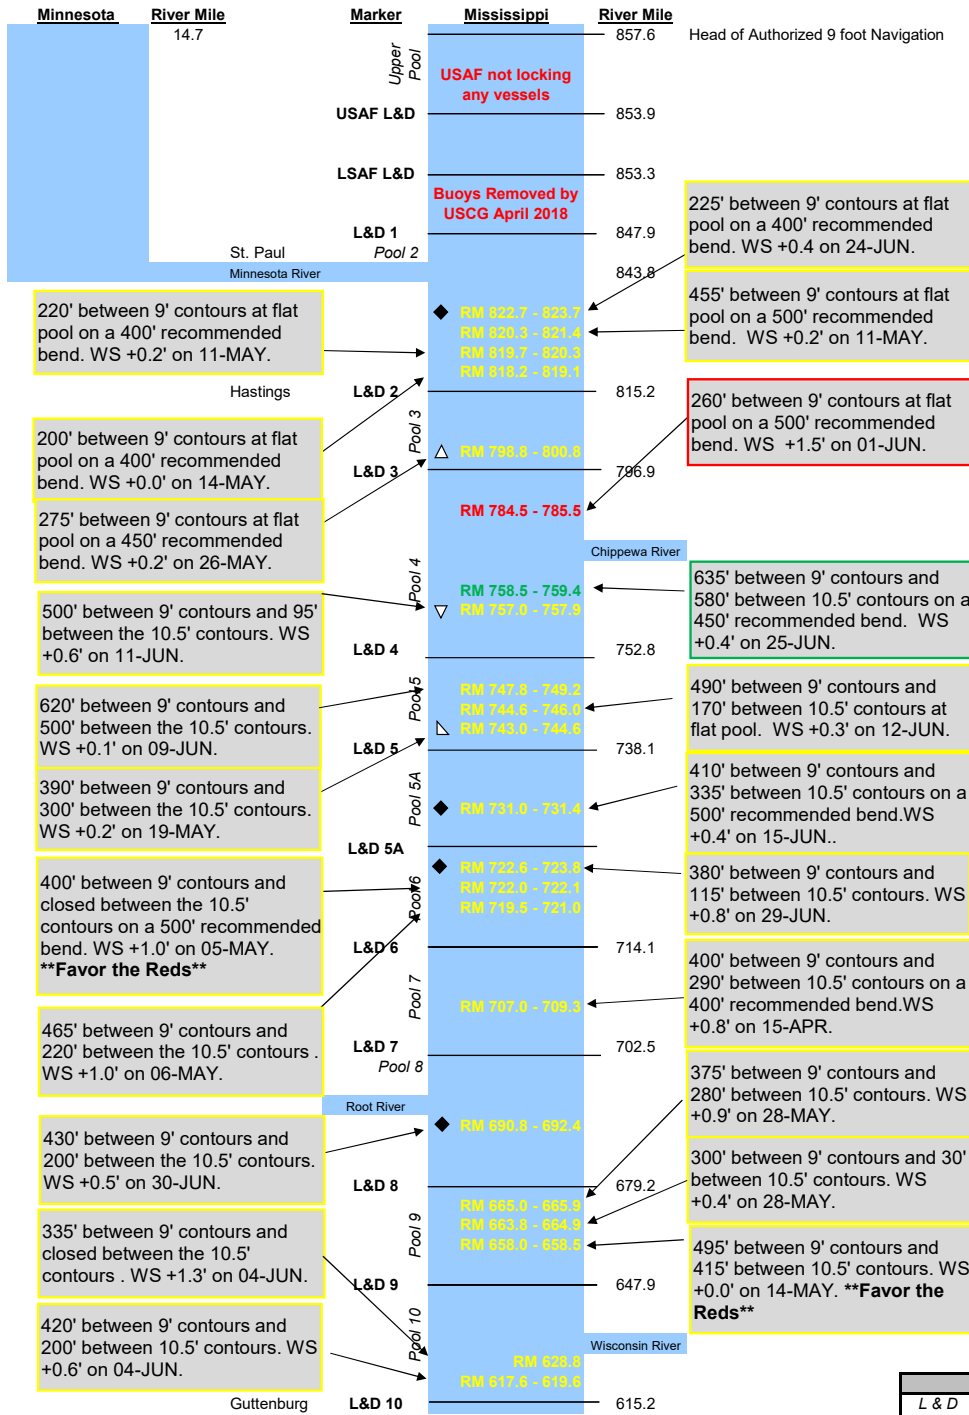 Minnesota River Mile Marker Mississippi River Mile
14.7 857.6 Head of Authorized 9 foot Navigation
Upper
Pool
USAF not locking
any vessels
USAF L&D 853.9
LSAF L&D 853.3
Buoys Removed by
USCG April 2018
L&D 1 847.9
St. Paul Pool 2
Minnesota River 843.8
225' between 9' contours at flat
pool on a 400' recommended
bend. WS +0.4 on 24-JUN.
220' between 9' contours at flat
pool on a 400' recommended
bend. WS +0.2' on 11-MAY.
RM 822.7 - 823.7
RM 820.3 - 821.4
RM 819.7 - 820.3
RM 818.2 - 819.1
455' between 9' contours at flat
pool on a 500' recommended
bend. WS +0.2' on 11-MAY.
Hastings L&D 2 815.2
200' between 9' contours at flat
pool on a 400' recommended
bend. WS +0.0' on 14-MAY.
Pool 3
RM 798.8 - 800.8
260' between 9' contours at flat
pool on a 500' recommended
bend. WS +1.5' on 01-JUN.
L&D 3 796.9
275' between 9' contours at flat
pool on a 450' recommended
bend. WS +0.2' on 26-MAY.
RM 784.5 - 785.5
Chippewa River
Pool 4
RM 758.5 - 759.4
RM 757.0 - 757.9
635' between 9' contours and
580' between 10.5' contours on a
450' recommended bend. WS
+0.4' on 25-JUN.
500' between 9' contours and 95'
between the 10.5' contours. WS
+0.6' on 11-JUN.
L&D 4 752.8
620' between 9' contours and
500' between the 10.5' contours.
WS +0.1' on 09-JUN.
Pool 5
RM 747.8 - 749.2
RM 744.6 - 746.0
RM 743.0 - 744.6
490' between 9' contours and
170' between 10.5' contours at
flat pool. WS +0.3' on 12-JUN.
L&D 5 738.1
390' between 9' contours and
300' between the 10.5' contours.
WS +0.2' on 19-MAY.
Pool 5A
RM 731.0 - 731.4
410' between 9' contours and
335' between 10.5' contours on a
500' recommended bend.WS
+0.4' on 15-JUN..
L&D 5A
400' between 9' contours and
closed between the 10.5'
contours on a 500' recommended
bend. WS +1.0' on 05-MAY.
**Favor the Reds**
Pool 6
RM 722.6 - 723.8
RM 722.0 - 722.1
RM 719.5 - 721.0
380' between 9' contours and
115' between 10.5' contours. WS
+0.8' on 29-JUN.
L&D 6 714.1
465' between 9' contours and
220' between the 10.5' contours .
WS +1.0' on 06-MAY.
Pool 7
RM 707.0 - 709.3
400' between 9' contours and
290' between 10.5' contours on a
400' recommended bend.WS
+0.8' on 15-APR.
L&D 7 702.5
Pool 8
375' between 9' contours and
280' between 10.5' contours. WS
+0.9' on 28-MAY.
Root River
RM 690.8 - 692.4
430' between 9' contours and
200' between the 10.5' contours.
WS +0.5' on 30-JUN.
300' between 9' contours and 30'
between 10.5' contours. WS
+0.4' on 28-MAY.
L&D 8 679.2
335' between 9' contours and
closed between the 10.5'
contours . WS +1.3' on 04-JUN.
Pool 9
RM 665.0 - 665.9
RM 663.8 - 664.9
RM 658.0 - 658.5
495' between 9' contours and
415' between 10.5' contours. WS
+0.0' on 14-MAY. **Favor the
Reds**
L&D 9 647.9
420' between 9' contours and
200' between 10.5' contours. WS
+0.6' on 04-JUN.
Pool 10
Wisconsin River
RM 628.8
RM 617.6 - 619.6
Guttenburg L&D 10 615.2
L & D